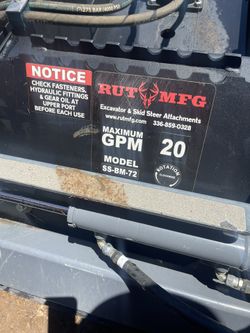 NOTICE
CHECK FASTENERS,
HYDRAULIC FITTINGS
& GEAR OIL AT
UPPER PORT
BEFORE EACH USE
RUT MFG
Excavator & Skid Steer Attachments
www.rutmfg.com 336-859-0328
MAXIMUM
GPM 20
MODEL
SS-BM-72
ROTATION